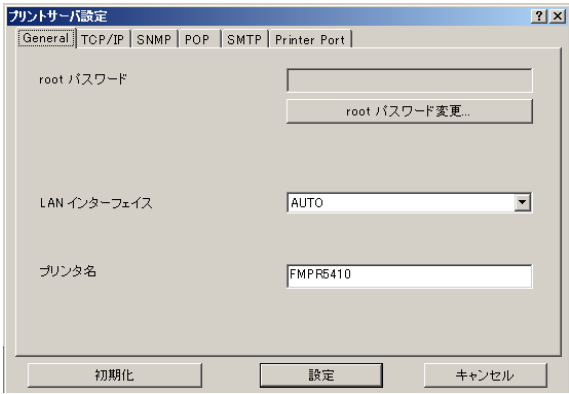 プリントサーバ設定
General TCP/IP SNMP POP SMTP Printer Port
root パスワード
root パスワード変更...
LAN インターフェイス AUTO
プリンタ名 FMPR5410
初期化 設定 キャンセル